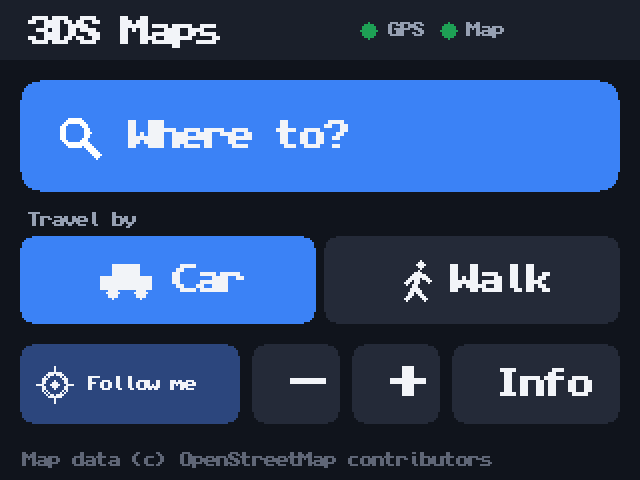 3DS Maps GPS Map
Where to?
Travel by
Car Walk
Follow me − + Info
Map data (c) OpenStreetMap contributors